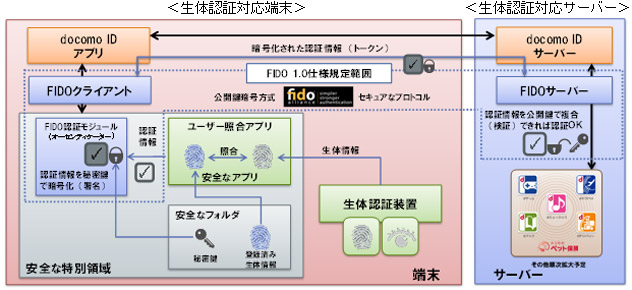 ＜生体認証対応端末＞
＜生体認証対応サーバー＞
docomo ID
アプリ
docomo ID
サーバー
暗号化された認証情報（トークン）
FIDO 1.0仕様規定範囲
FIDOクライアント
FIDOサーバー
公開鍵暗号方式
fido
alliance
simpler
stronger
authentication
セキュアなプロトコル
FIDO認証モジュール
（オーセンティケーター）
認証
情報
認証情報を秘密鍵
で暗号化（署名）
ユーザー照合アプリ
照合
安全なアプリ
生体情報
認証情報を公開鍵で複合
（検証）できれば認証OK
生体認証装置
安全なフォルダ
秘密鍵
登録済み
生体情報
安全な特別領域
端末
ペット保険
その他順次拡大予定
サーバー